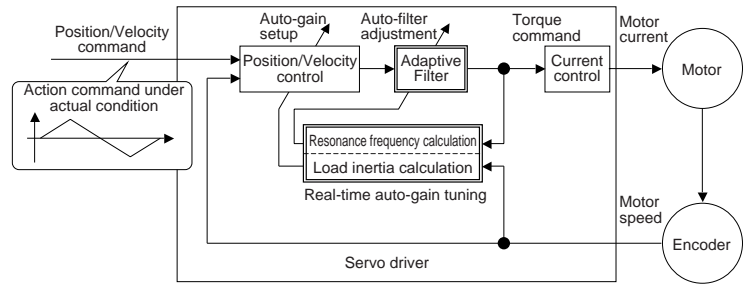 Position/Velocity
command
Auto-gain
setup
Auto-filter
adjustment
Torque
command
Motor
current
Position/Velocity
control
Adaptive
Filter
Current
control
Motor
Action command under
actual condition
Resonance frequency calculation
Load inertia calculation
Real-time auto-gain tuning
Motor
speed
Encoder
Servo driver